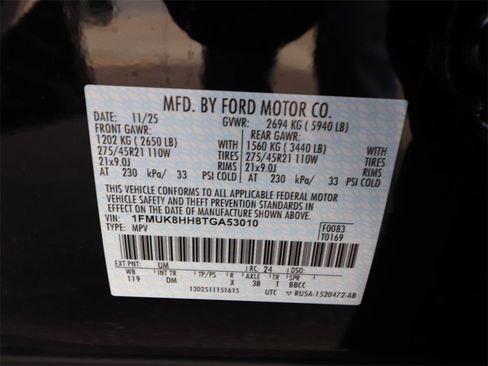 MFD. BY FORD MOTOR CO.
DATE: 11/25 GVWR: 2694 KG ( 5940 LB)
FRONT GAWR: REAR GAWR:
1202 KG ( 2650 LB) WITH 1560 KG ( 3440 LB) WITH
275/45R21 110W TIRES 275/45R21 110W TIRES
21x9.0J RIMS 21x9.0J RIMS
AT 230 kPa/ 33 PSI COLD AT 230 kPa/ 33 PSI COLD
THIS VEHICLE CONFORMS TO ALL APPLICABLE FEDERAL MOTOR
VEHICLE SAFETY AND THEFT PREVENTION STANDARDS IN
EFFECT ON THE DATE OF MANUFACTURE SHOWN ABOVE.
VIN: 1FMUK8HH8TGA53010 F0083
TYPE: MPV T0169
EXT PNT: UM RC: 24 DSO:
WB INT TR TP/PS R AXLE TR SPR
119 DM X 3B T BBCC
1202511151615 UTC RU5A-1520472-AB